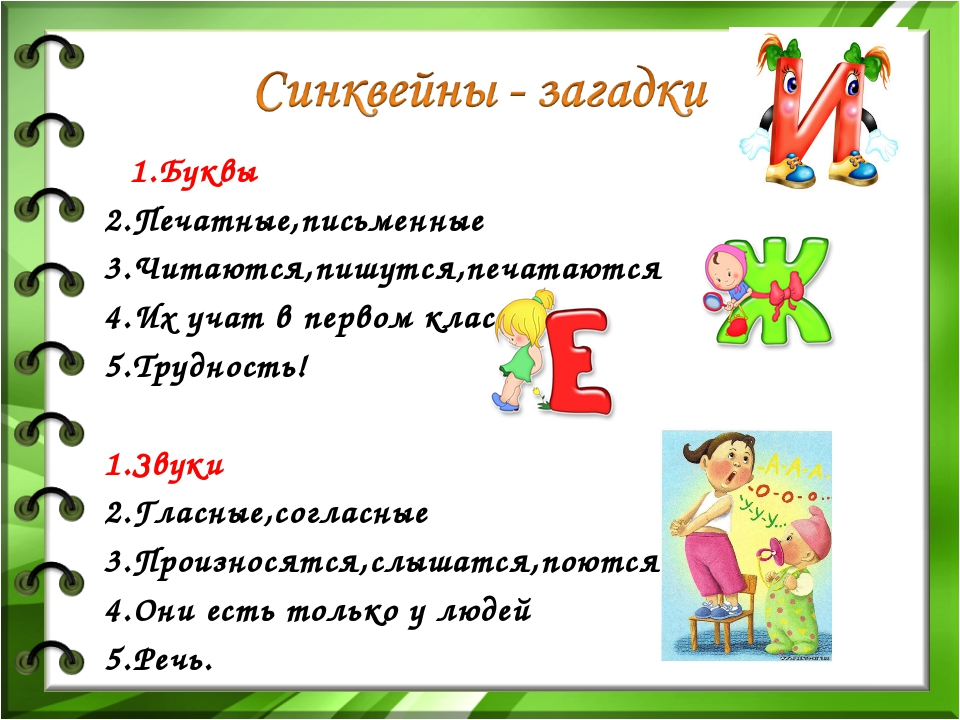 Синквейны - загадки
И
1.Буквы
2.Печатные,письменные
3.Читаются,пишутся,печатаются
Ж
4.Их учат в первом клас
Е
5.Трудность!
1.Звуки
-А-А-А..
2.Гласные,согласные
-О-О-о..
-У-У-У...
3.Произносятся,слышатся,поются
4.Они есть только у людей
5.Речь.